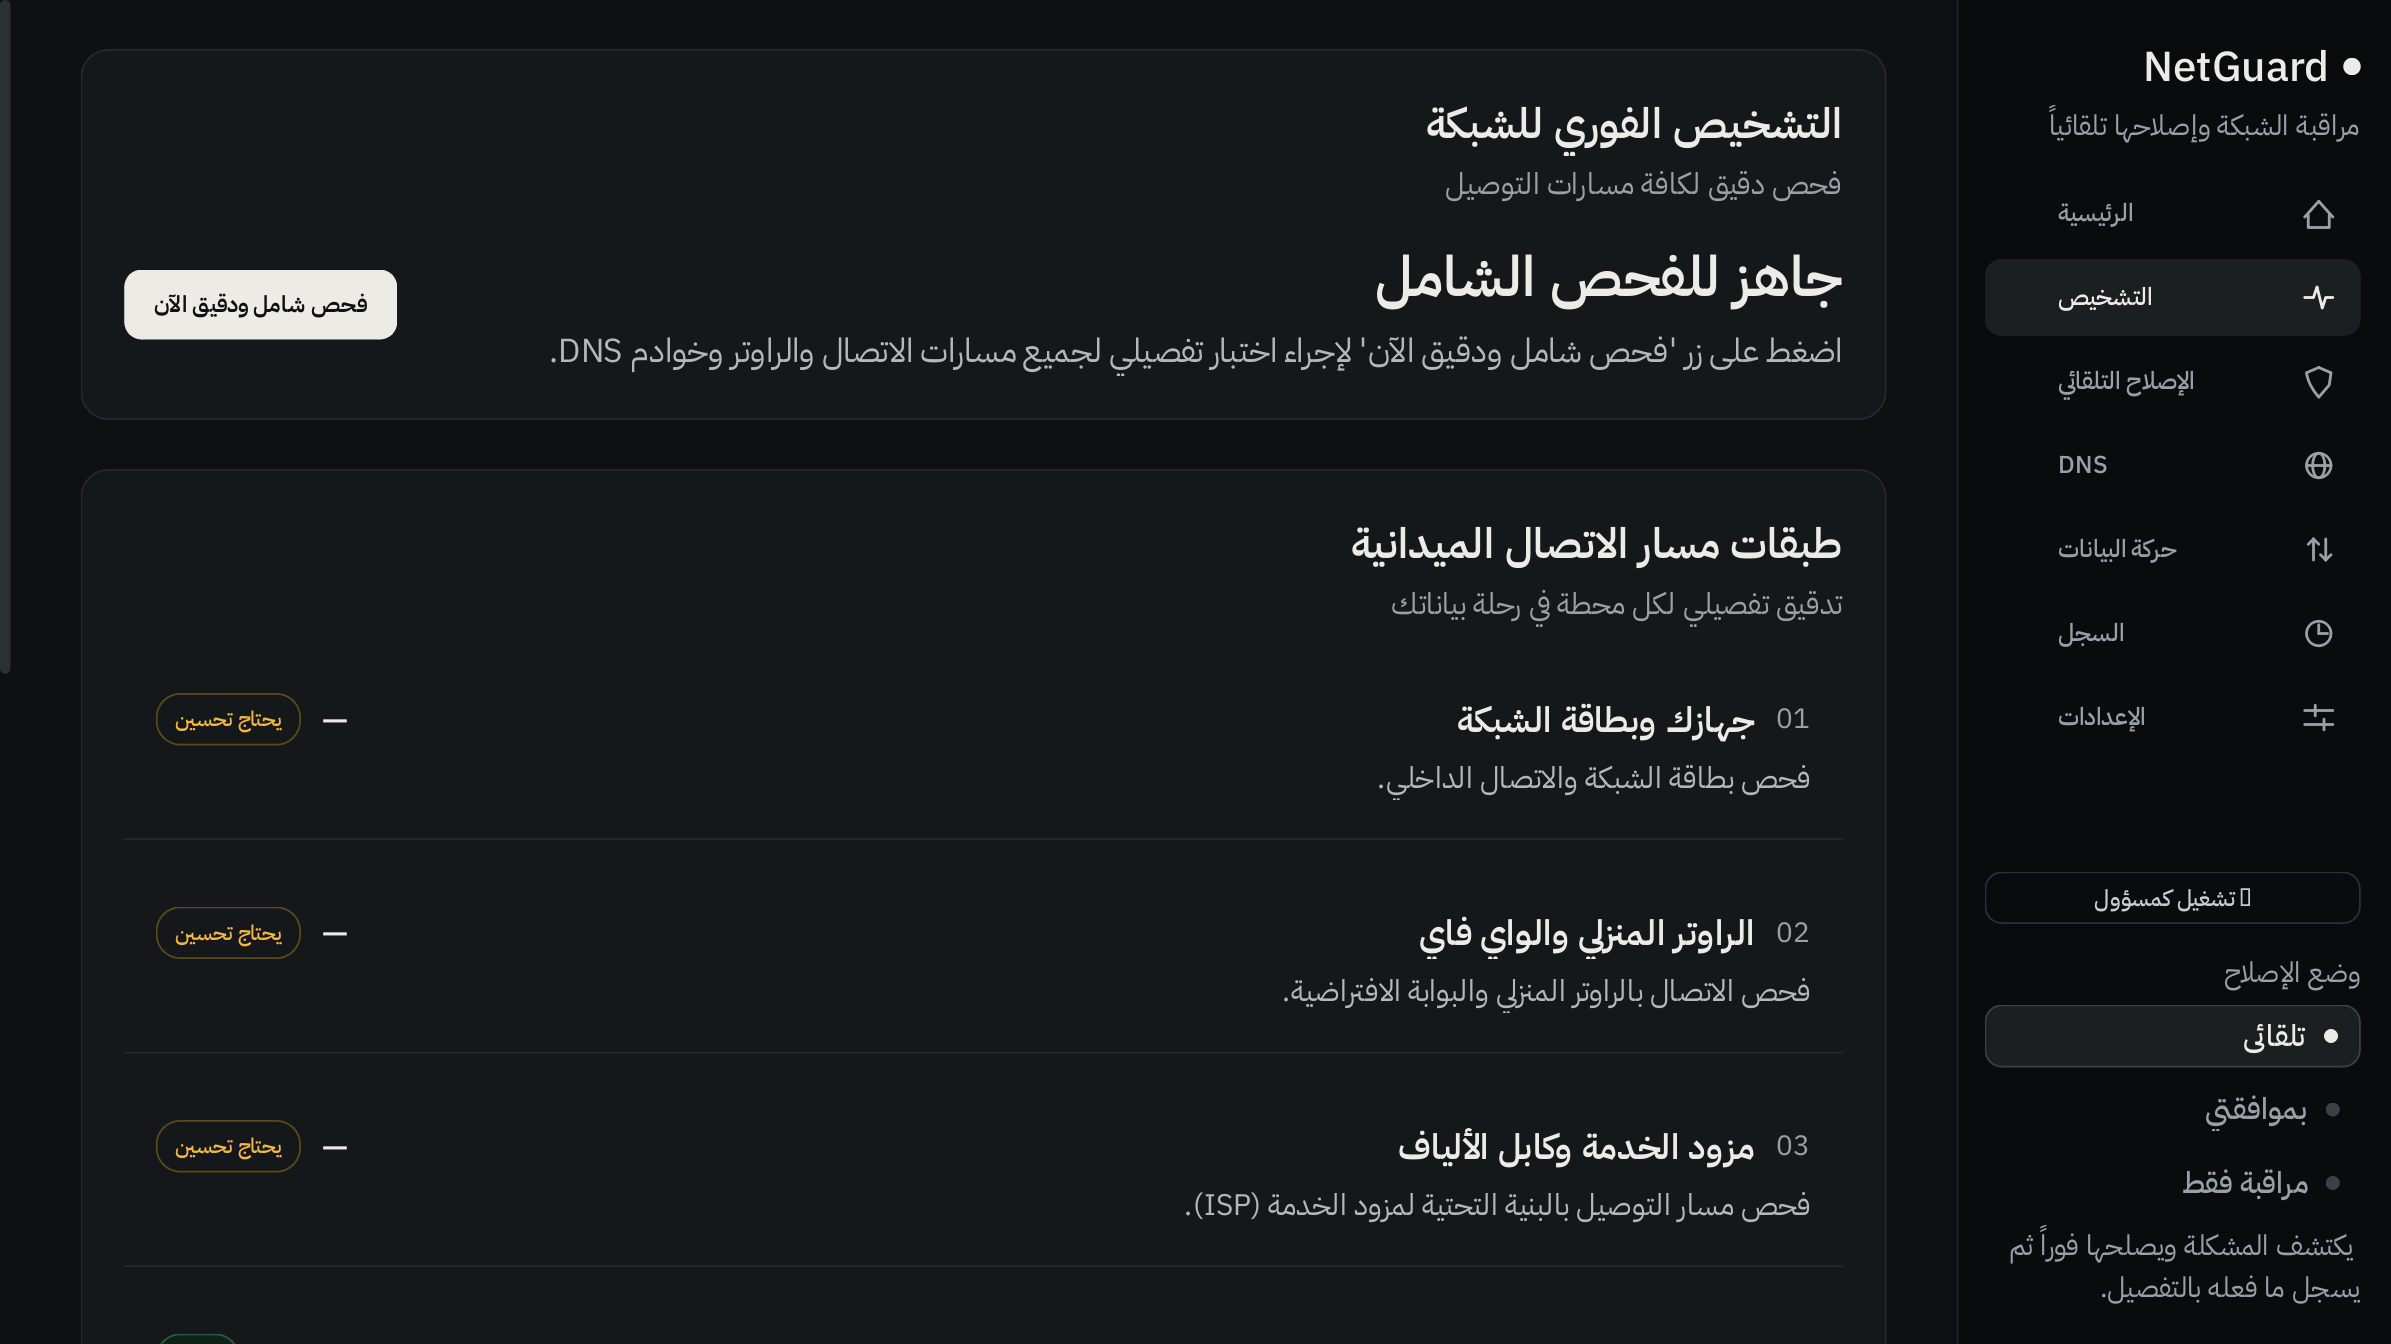 NetGuard
مراقبة الشبكة وإصلاحها تلقائياً
الرئيسية
التشخيص
الإصلاح التلقائي
DNS
حركة البيانات
السجل
الإعدادات
تشغيل كمسؤول
وضع الإصلاح
تلقائي
بموافقتي
مراقبة فقط
يكتشف المشكلة ويصلحها فوراً ثم
يسجل ما فعله بالتفصيل.
التشخيص الفوري للشبكة
فحص دقيق لكافة مسارات التوصيل
جاهز للفحص الشامل
اضغط على زر 'فحص شامل ودقيق الآن' لإجراء اختبار تفصيلي لجميع مسارات الاتصال والراوتر وخوادم DNS.
فحص شامل ودقيق الآن
طبقات مسار الاتصال الميدانية
تدقيق تفصيلي لكل محطة في رحلة بياناتك
01 جهازك وبطاقة الشبكة — يحتاج تحسين
فحص بطاقة الشبكة والاتصال الداخلي.
02 الراوتر المنزلي والواي فاي — يحتاج تحسين
فحص الاتصال بالراوتر المنزلي والبوابة الافتراضية.
03 مزود الخدمة وكابل الألياف — يحتاج تحسين
فحص مسار التوصيل بالبنية التحتية لمزود الخدمة (ISP).